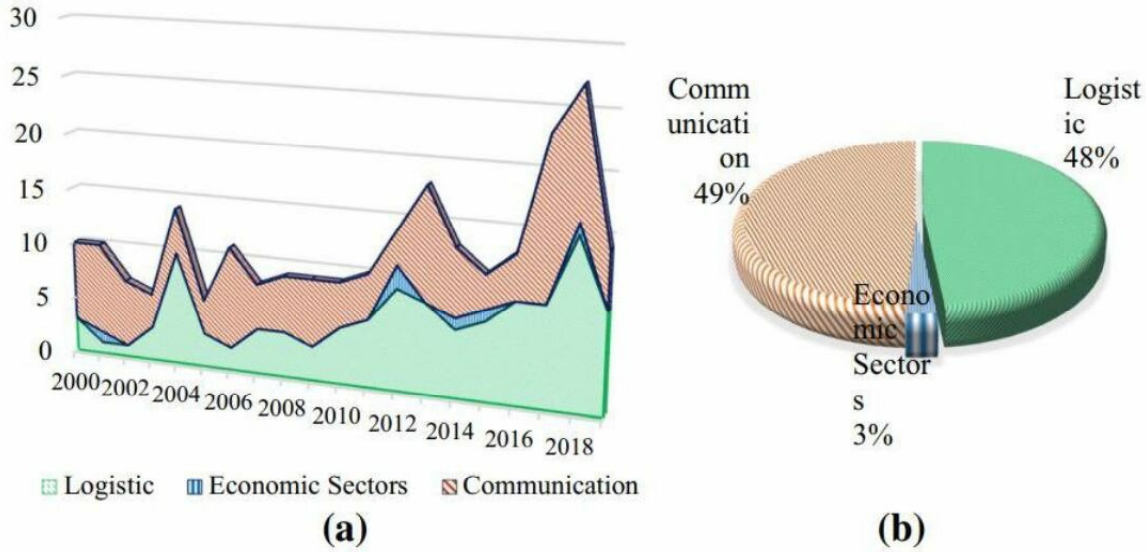 30
25
20
15
10
5
0
2000 2002 2004 2006 2008 2010 2012 2014 2016 2018
Logistic Economic Sectors Communication
(a)
Comm
unicati
on
49%
Logist
ic
48%
Econo
mic
Sector
s
3%
(b)